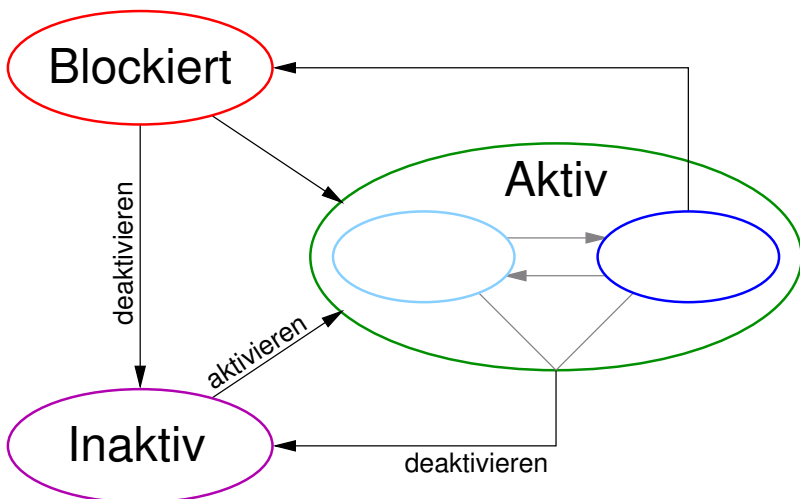 Blockiert
Aktiv
deaktivieren
aktivieren
Inaktiv
deaktivieren